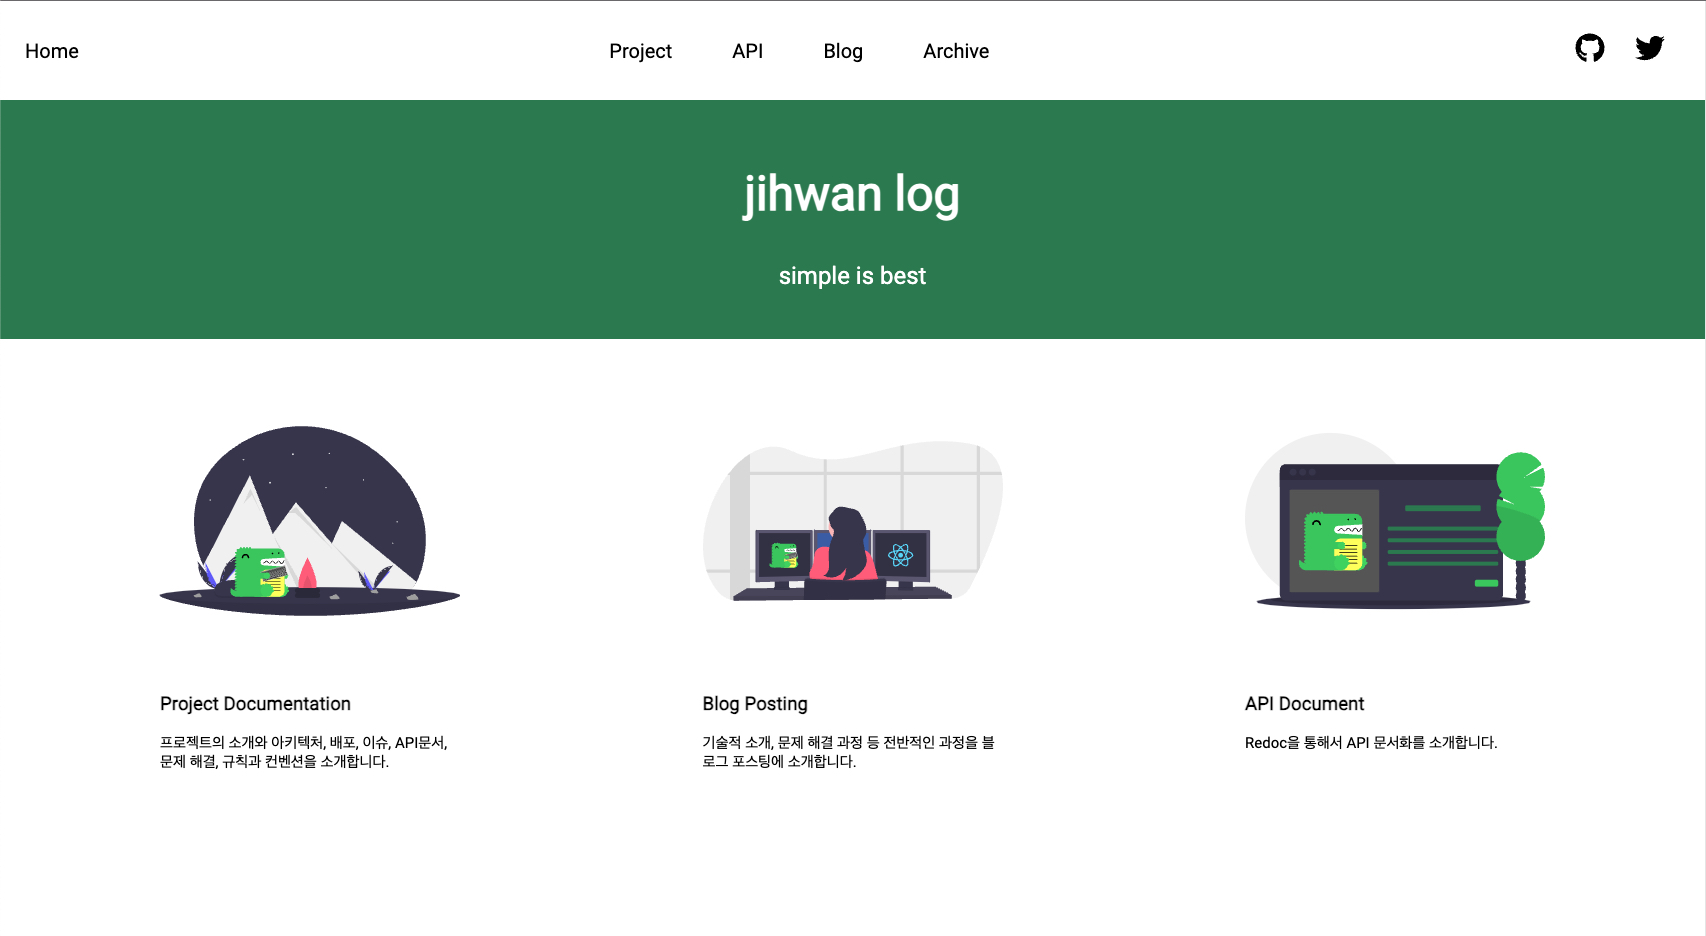 Home
Project
API
Blog
Archive
jihwan log
simple is best
Project Documentation
프로젝트의 소개와 아키텍처, 배포, 이슈, API문서,
문제 해결, 규칙과 컨벤션을 소개합니다.
Blog Posting
기술적 소개, 문제 해결 과정 등 전반적인 과정을 블
로그 포스팅에 소개합니다.
API Document
Redoc을 통해서 API 문서화를 소개합니다.